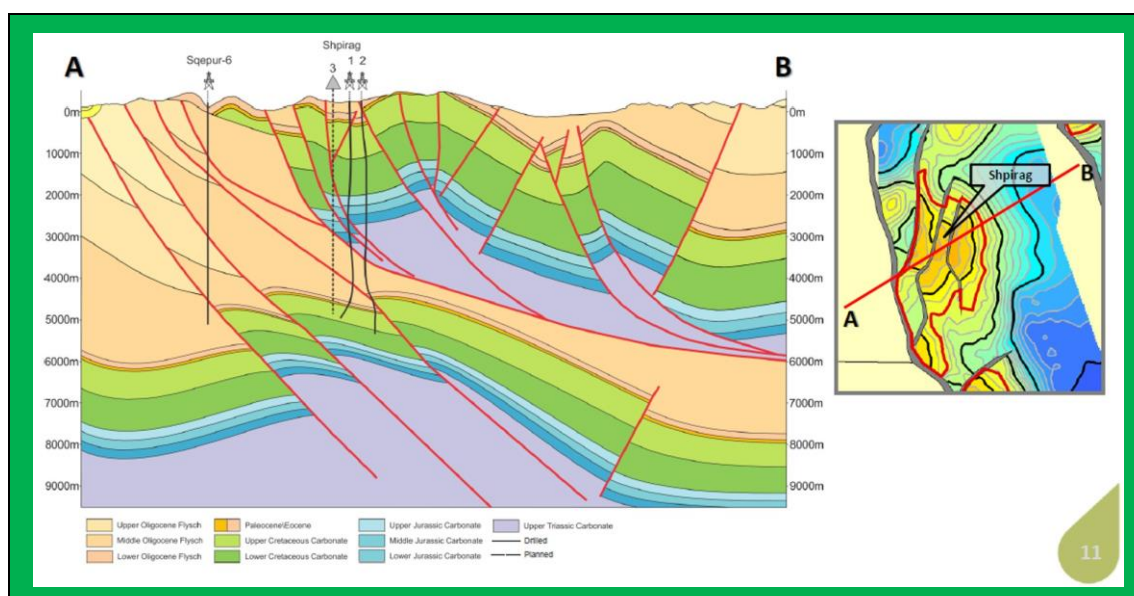 A
B
Sqepur-6
Shpirag
3 1 2
0m
1000m
2000m
3000m
4000m
5000m
6000m
7000m
8000m
9000m
0m
1000m
2000m
3000m
4000m
5000m
6000m
7000m
8000m
9000m
Upper Oligocene Flysch
Middle Oligocene Flysch
Lower Oligocene Flysch
Paleocene\Eocene
Upper Cretaceous Carbonate
Lower Cretaceous Carbonate
Upper Jurassic Carbonate
Middle Jurassic Carbonate
Lower Jurassic Carbonate
Upper Triassic Carbonate
Drilled
Planned
Shpirag
B
A
11